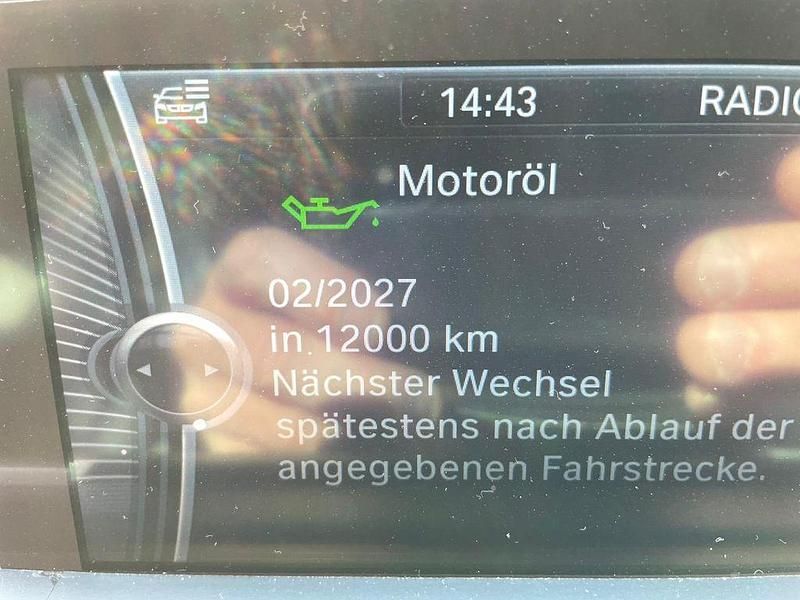 14:43
RADIO
Motoröl
02/2027
in 12000 km
Nächster Wechsel
spätestens nach Ablauf der
angegebenen Fahrstrecke.